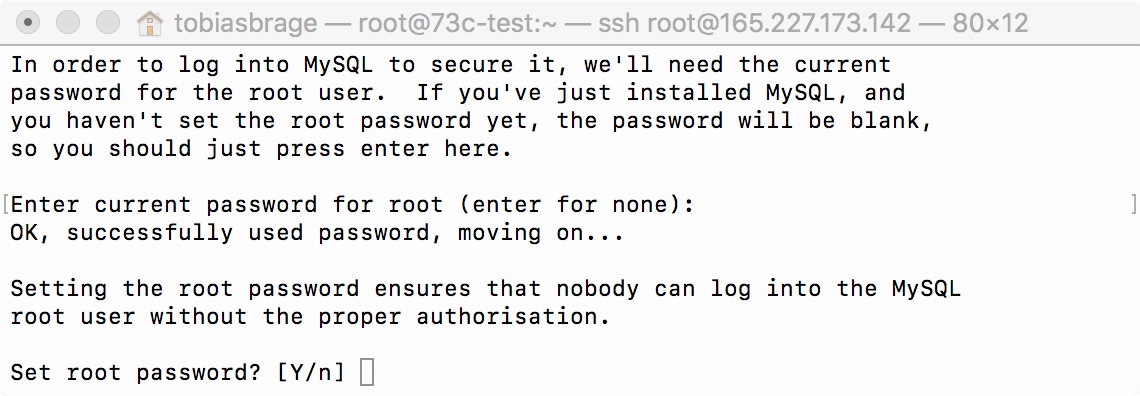 tobiasbrage — root@73c-test:~ — ssh root@165.227.173.142 — 80×12
In order to log into MySQL to secure it, we'll need the current
password for the root user.  If you've just installed MySQL, and
you haven't set the root password yet, the password will be blank,
so you should just press enter here.
[Enter current password for root (enter for none): ]
OK, successfully used password, moving on...
Setting the root password ensures that nobody can log into the MySQL
root user without the proper authorisation.
Set root password? [Y/n]